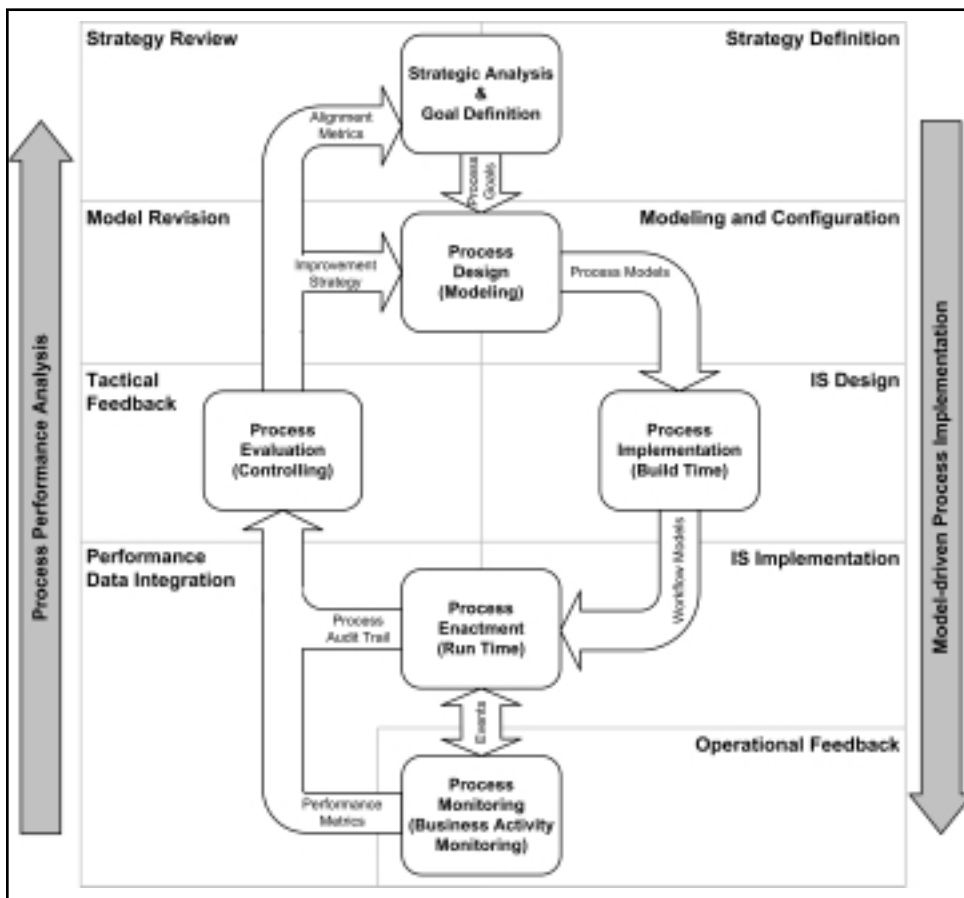 Strategy Review
Strategy Definition
Strategic Analysis
&
Goal Definition
Alignment
Metrics
Process
Goals
Model Revision
Modeling and Configuration
Process
Design
(Modeling)
Improvement
Strategy
Process Models
Tactical
Feedback
IS Design
Process
Evaluation
(Controlling)
Process
Implementation
(Build Time)
Performance
Data Integration
IS Implementation
Workflow Models
Process
Enactment
(Run Time)
Process
Audit Trail
Events
Operational Feedback
Process
Monitoring
(Business Activity
Monitoring)
Performance
Metrics
Process Performance Analysis
Model-driven Process Implementation